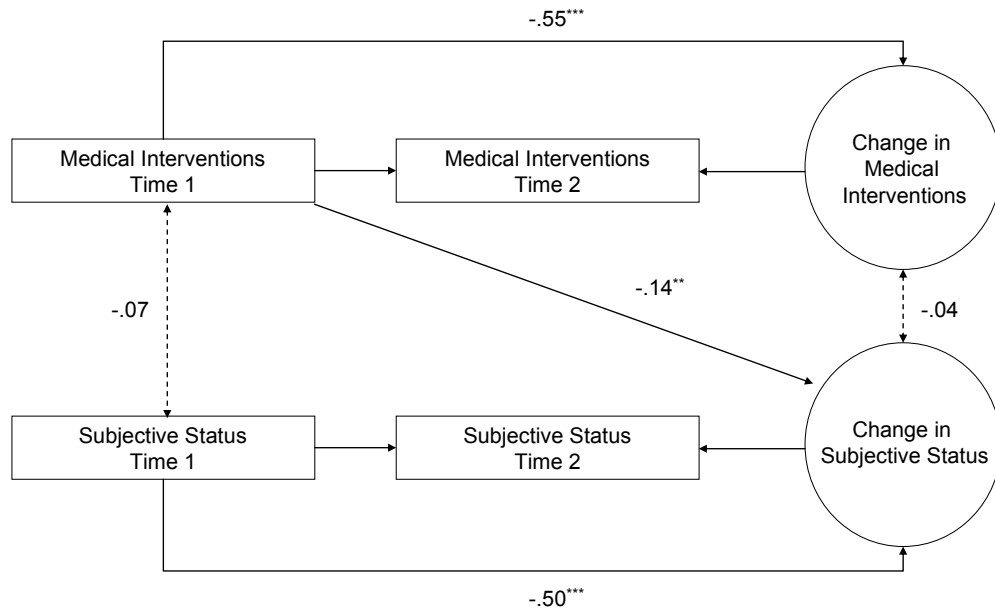 -.55***
Medical Interventions
Time 1
Medical Interventions
Time 2
Change in
Medical
Interventions
-.07
-.14**
-.04
Subjective Status
Time 1
Subjective Status
Time 2
Change in
Subjective Status
-.50***